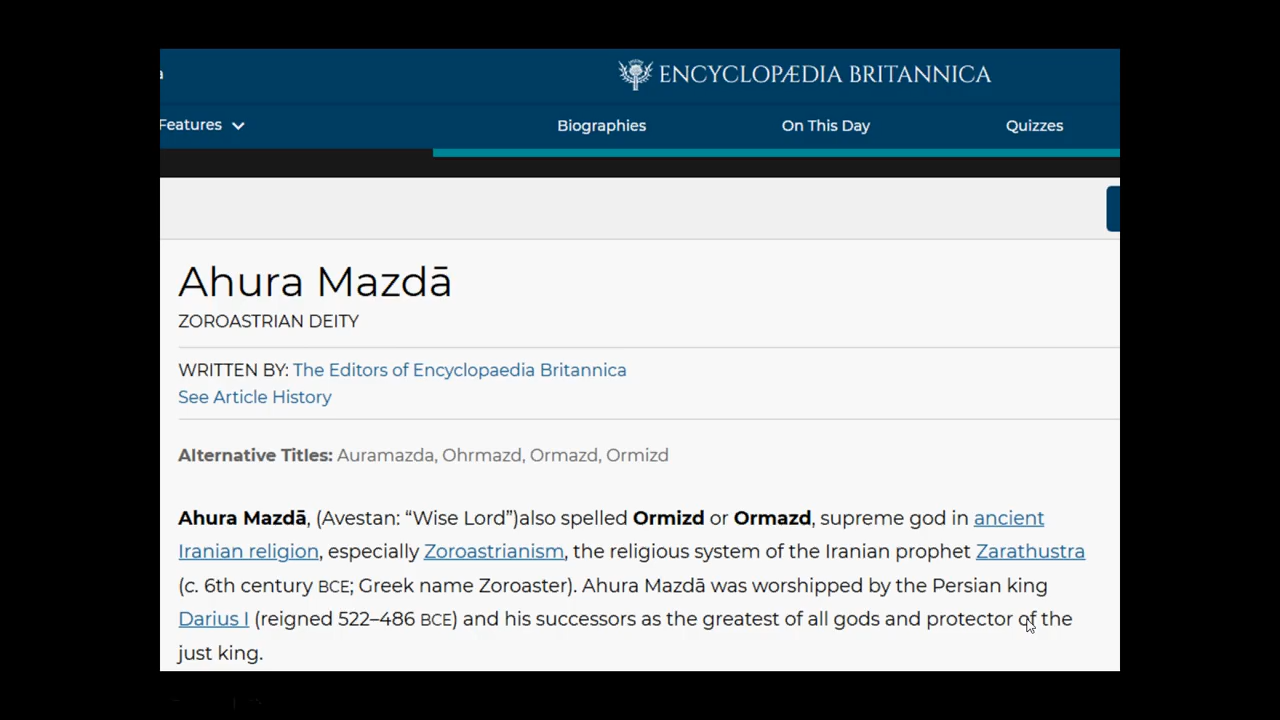 a
ENCYCLOPÆDIA BRITANNICA
Features
Biographies
On This Day
Quizzes
Ahura Mazdā
ZOROASTRIAN DEITY
WRITTEN BY: The Editors of Encyclopaedia Britannica
See Article History
Alternative Titles: Auramazda, Ohrmazd, Ormazd, Ormizd
Ahura Mazdā, (Avestan: “Wise Lord”)also spelled Ormizd or Ormazd, supreme god in ancient
Iranian religion, especially Zoroastrianism, the religious system of the Iranian prophet Zarathustra
(c. 6th century BCE; Greek name Zoroaster). Ahura Mazdā was worshipped by the Persian king
Darius I (reigned 522–486 BCE) and his successors as the greatest of all gods and protector of the
just king.